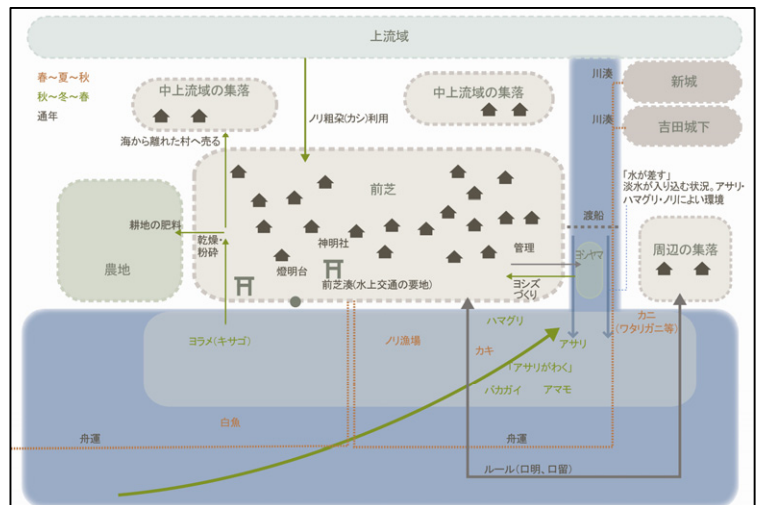 上流域
春~夏~秋
秋~冬~春
通年
中上流域の集落
ノリ粗朶(カシ)利用
中上流域の集落
川湊
新城
川湊
吉田城下
海から離れた村へ売る
「水が差す」
淡水が入り込む状況。アサリ・
ハマグリ・ノリによい環境
前芝
耕地の肥料
乾燥・
粉砕
農地
神明社
燈明台
前芝湊(水上交通の要地)
管理
ヨシズ
づくり
渡船
ヨシヤマ
周辺の集落
ヨラメ(キサゴ)
ノリ漁場
ハマグリ
カキ
アサリ
カニ
(ワタリガニ等)
「アサリがわく」
バカガイ
アマモ
白魚
舟運
舟運
ルール(口明、口留)